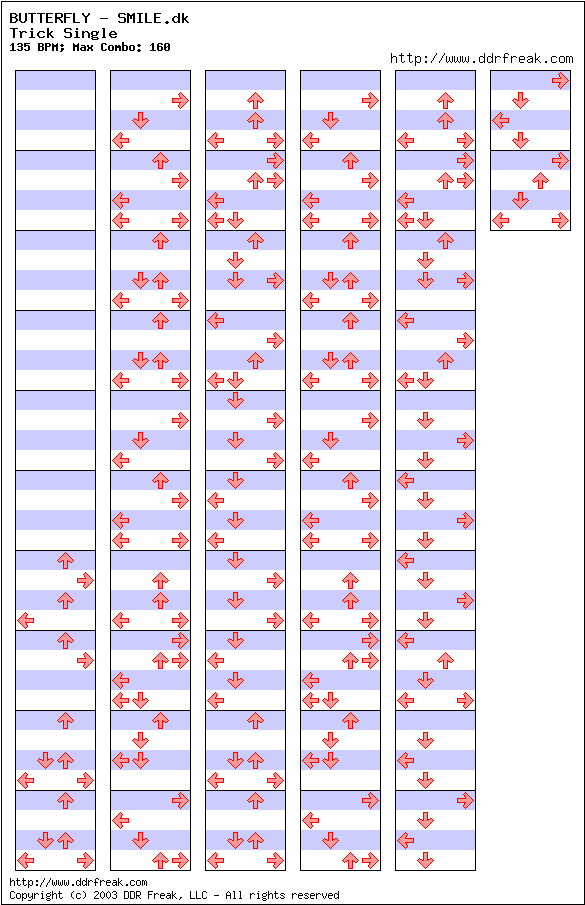 BUTTERFLY - SMILE.dk
Trick Single
135 BPM; Max Combo: 160
http://www.ddrfreak.com
http://www.ddrfreak.com
Copyright (c) 2003 DDR Freak, LLC - All rights reserved